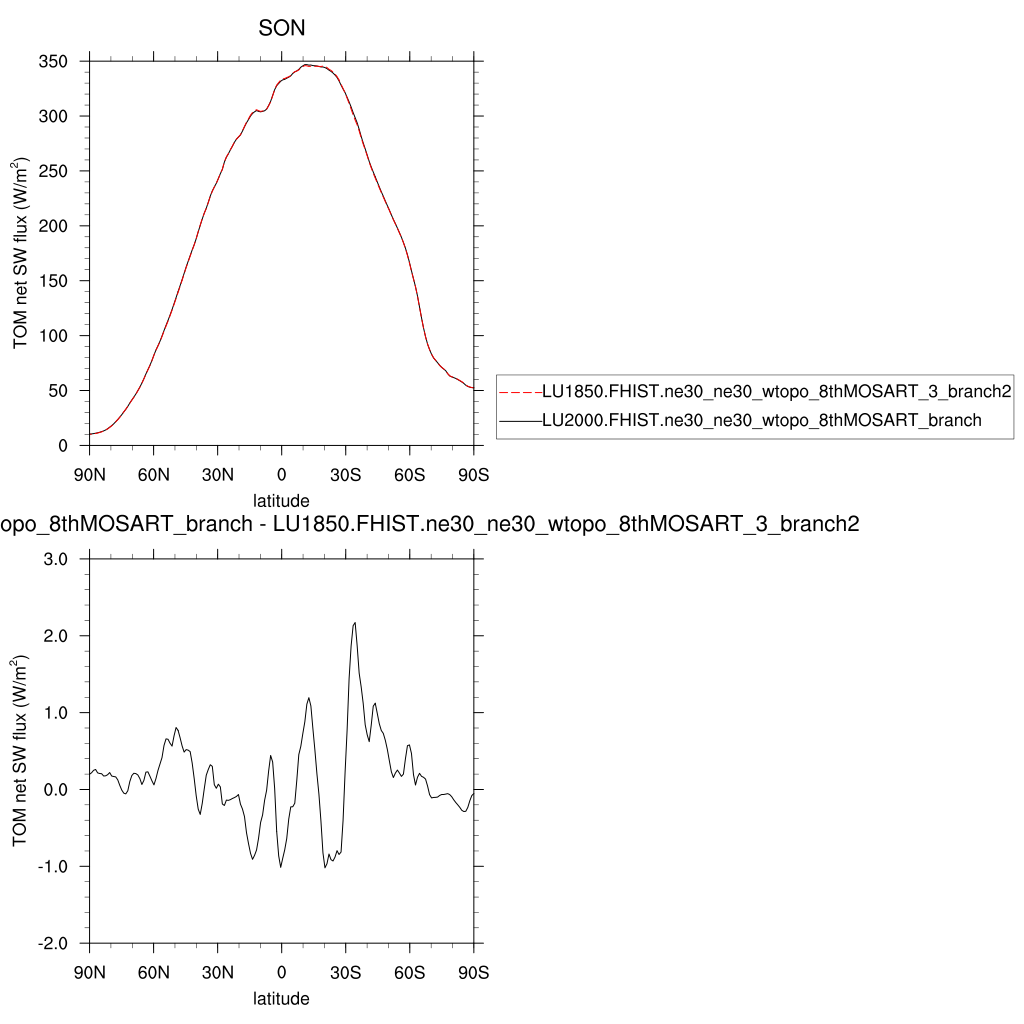 SON
350
300
250
200
150
100
50
0
TOM net SW flux (W/m²)
90N 60N 30N 0 30S 60S 90S
latitude
LU1850.FHIST.ne30_ne30_wtopo_8thMOSART_3_branch2
LU2000.FHIST.ne30_ne30_wtopo_8thMOSART_branch
opo_8thMOSART_branch - LU1850.FHIST.ne30_ne30_wtopo_8thMOSART_3_branch2
3.0
2.0
1.0
0.0
-1.0
-2.0
TOM net SW flux (W/m²)
90N 60N 30N 0 30S 60S 90S
latitude